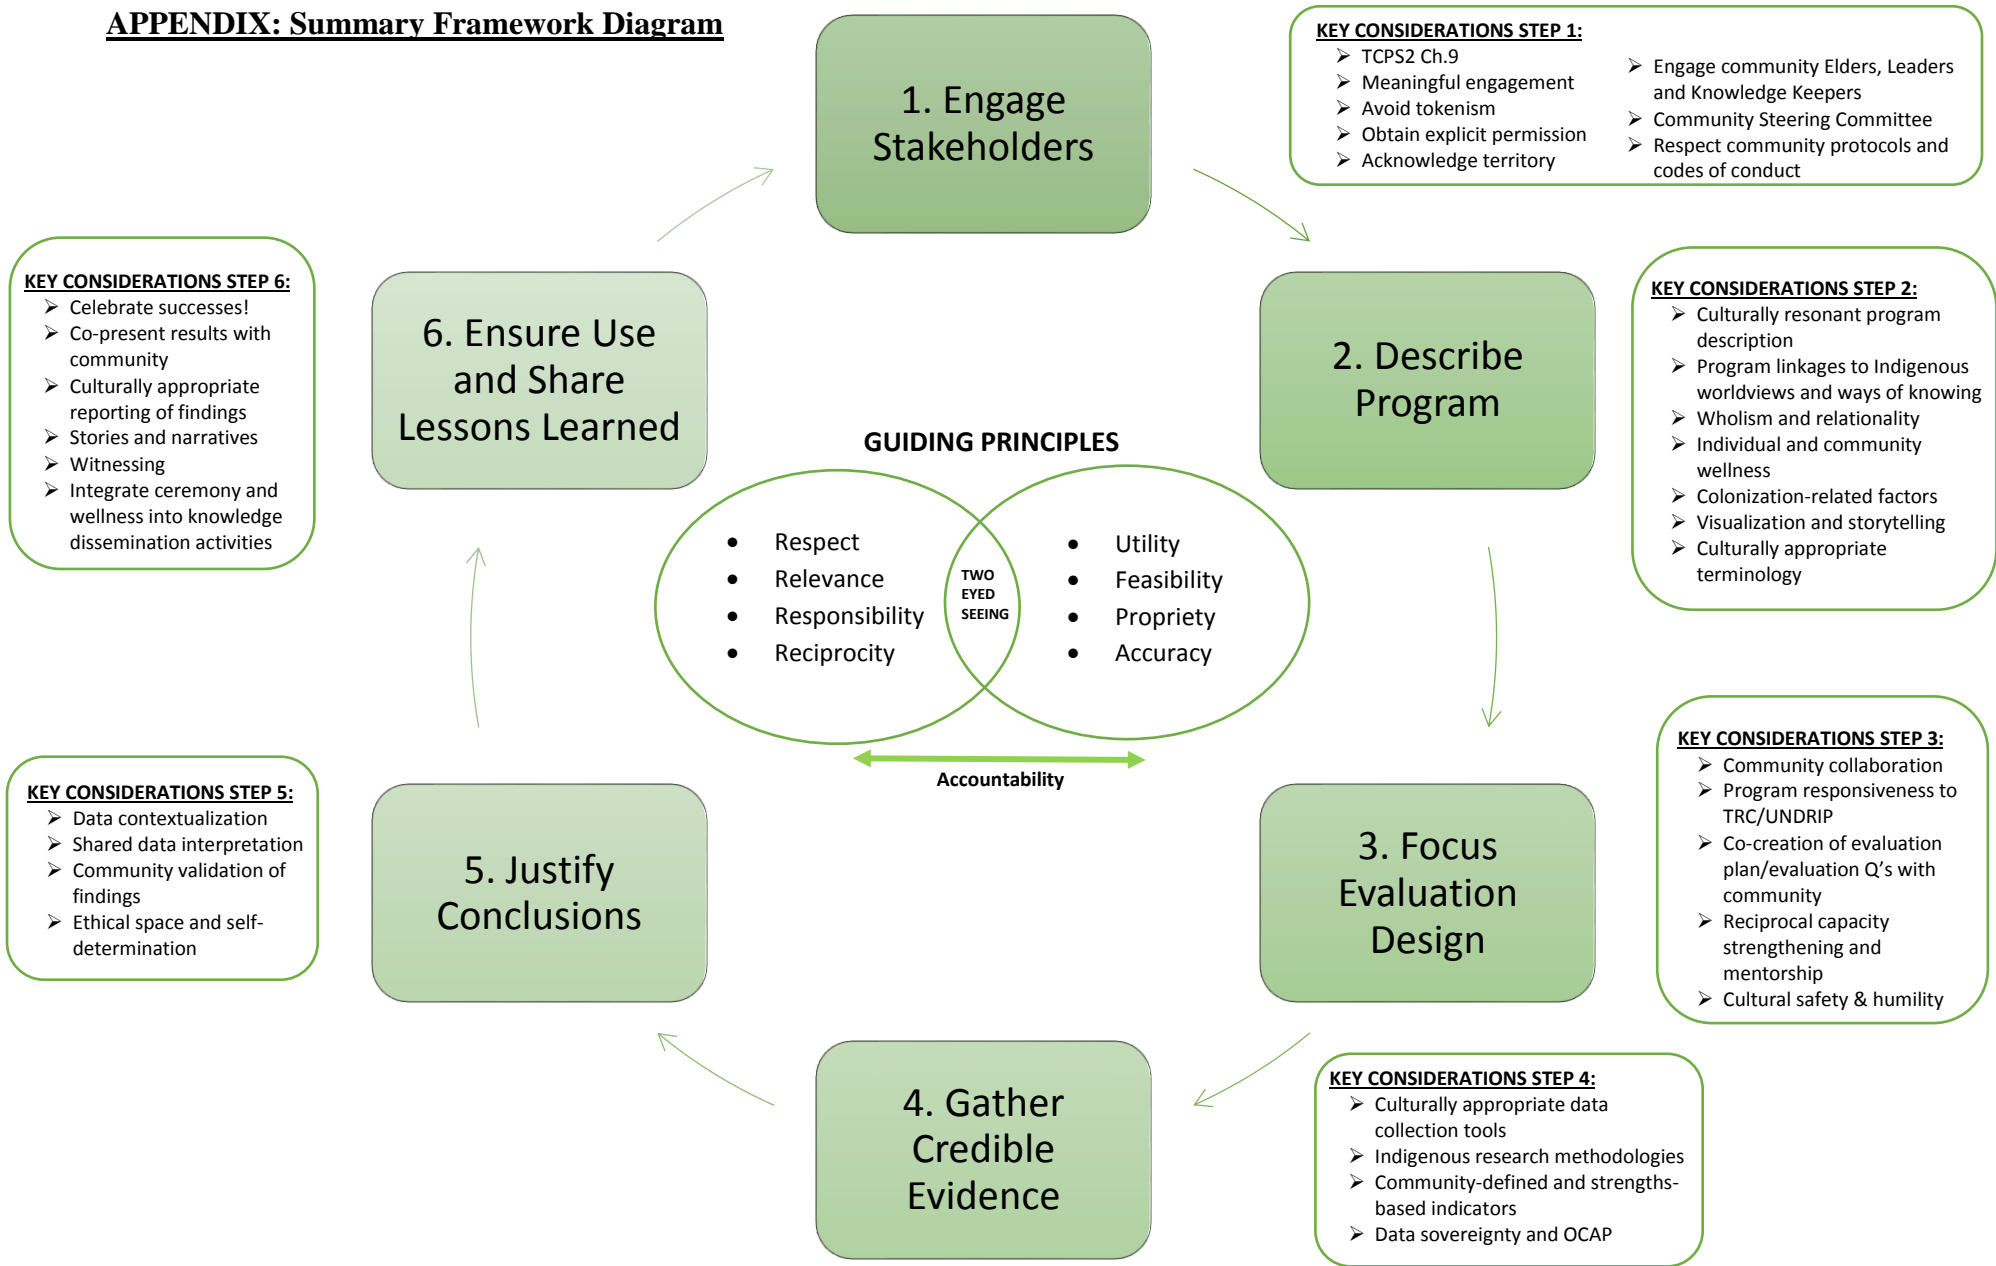 APPENDIX: Summary Framework Diagram
1. Engage
Stakeholders
KEY CONSIDERATIONS STEP 1:
➢ TCPS2 Ch.9
➢ Meaningful engagement
➢ Avoid tokenism
➢ Obtain explicit permission
➢ Acknowledge territory
➢ Engage community Elders, Leaders
and Knowledge Keepers
➢ Community Steering Committee
➢ Respect community protocols and
codes of conduct
2. Describe
Program
KEY CONSIDERATIONS STEP 2:
➢ Culturally resonant program
description
➢ Program linkages to Indigenous
worldviews and ways of knowing
➢ Wholism and relationality
➢ Individual and community
wellness
➢ Colonization-related factors
➢ Visualization and storytelling
➢ Culturally appropriate
terminology
3. Focus
Evaluation
Design
KEY CONSIDERATIONS STEP 3:
➢ Community collaboration
➢ Program responsiveness to
TRC/UNDRIP
➢ Co-creation of evaluation
plan/evaluation Q’s with
community
➢ Reciprocal capacity
strengthening and
mentorship
➢ Cultural safety & humility
4. Gather
Credible
Evidence
KEY CONSIDERATIONS STEP 4:
➢ Culturally appropriate data
collection tools
➢ Indigenous research methodologies
➢ Community-defined and strengths-
based indicators
➢ Data sovereignty and OCAP
5. Justify
Conclusions
KEY CONSIDERATIONS STEP 5:
➢ Data contextualization
➢ Shared data interpretation
➢ Community validation of
findings
➢ Ethical space and self-
determination
6. Ensure Use
and Share
Lessons Learned
KEY CONSIDERATIONS STEP 6:
➢ Celebrate successes!
➢ Co-present results with
community
➢ Culturally appropriate
reporting of findings
➢ Stories and narratives
➢ Witnessing
➢ Integrate ceremony and
wellness into knowledge
dissemination activities
GUIDING PRINCIPLES
• Respect
• Relevance
• Responsibility
• Reciprocity
TWO
EYED
SEEING
• Utility
• Feasibility
• Propriety
• Accuracy
Accountability